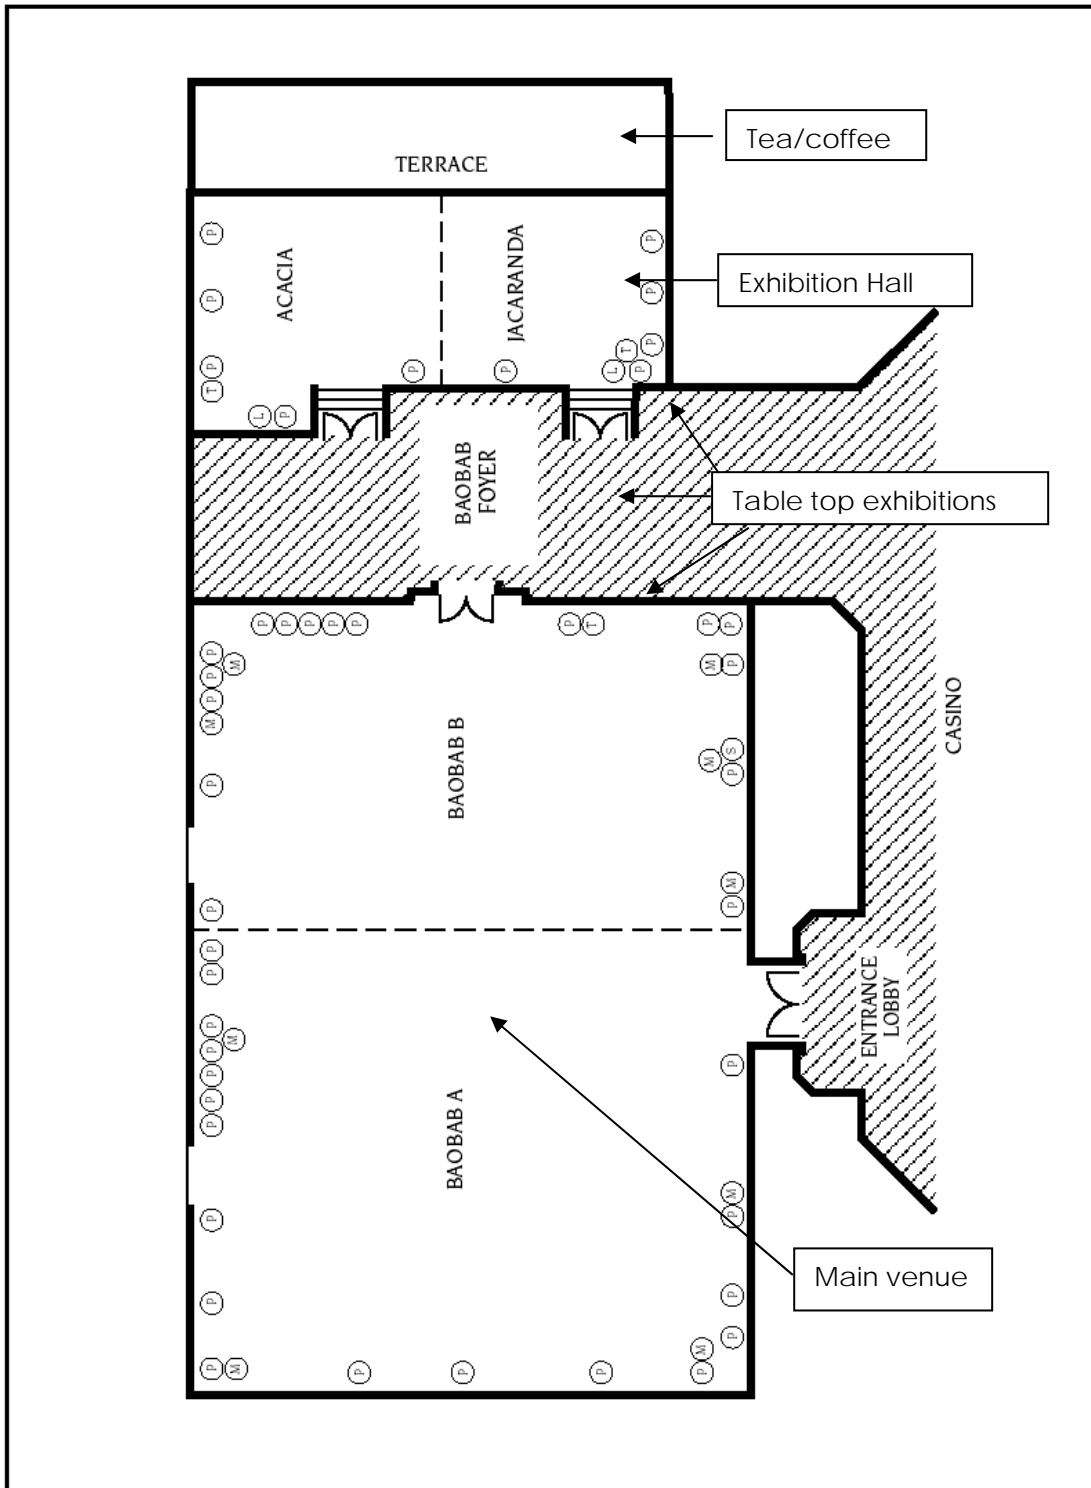 Tea/coffee
TERRACE
P
P
ACACIA
JACARANDA
Exhibition Hall
P
P
T
P
P
P
P
L
P
T
L
P
BAOBAB
FOYER
Table top exhibitions
P
P
P
P
P
P
T
P
P
P
M
M
P
P
P
M
BAOBAB B
CASINO
S
M
P
P
M
P
P
P
P
ENTRANCE
LOBBY
P
M
P
P
P
P
P
BAOBAB A
M
P
P
Main venue
P
P
P
M
P
P
M
P
P
P
P